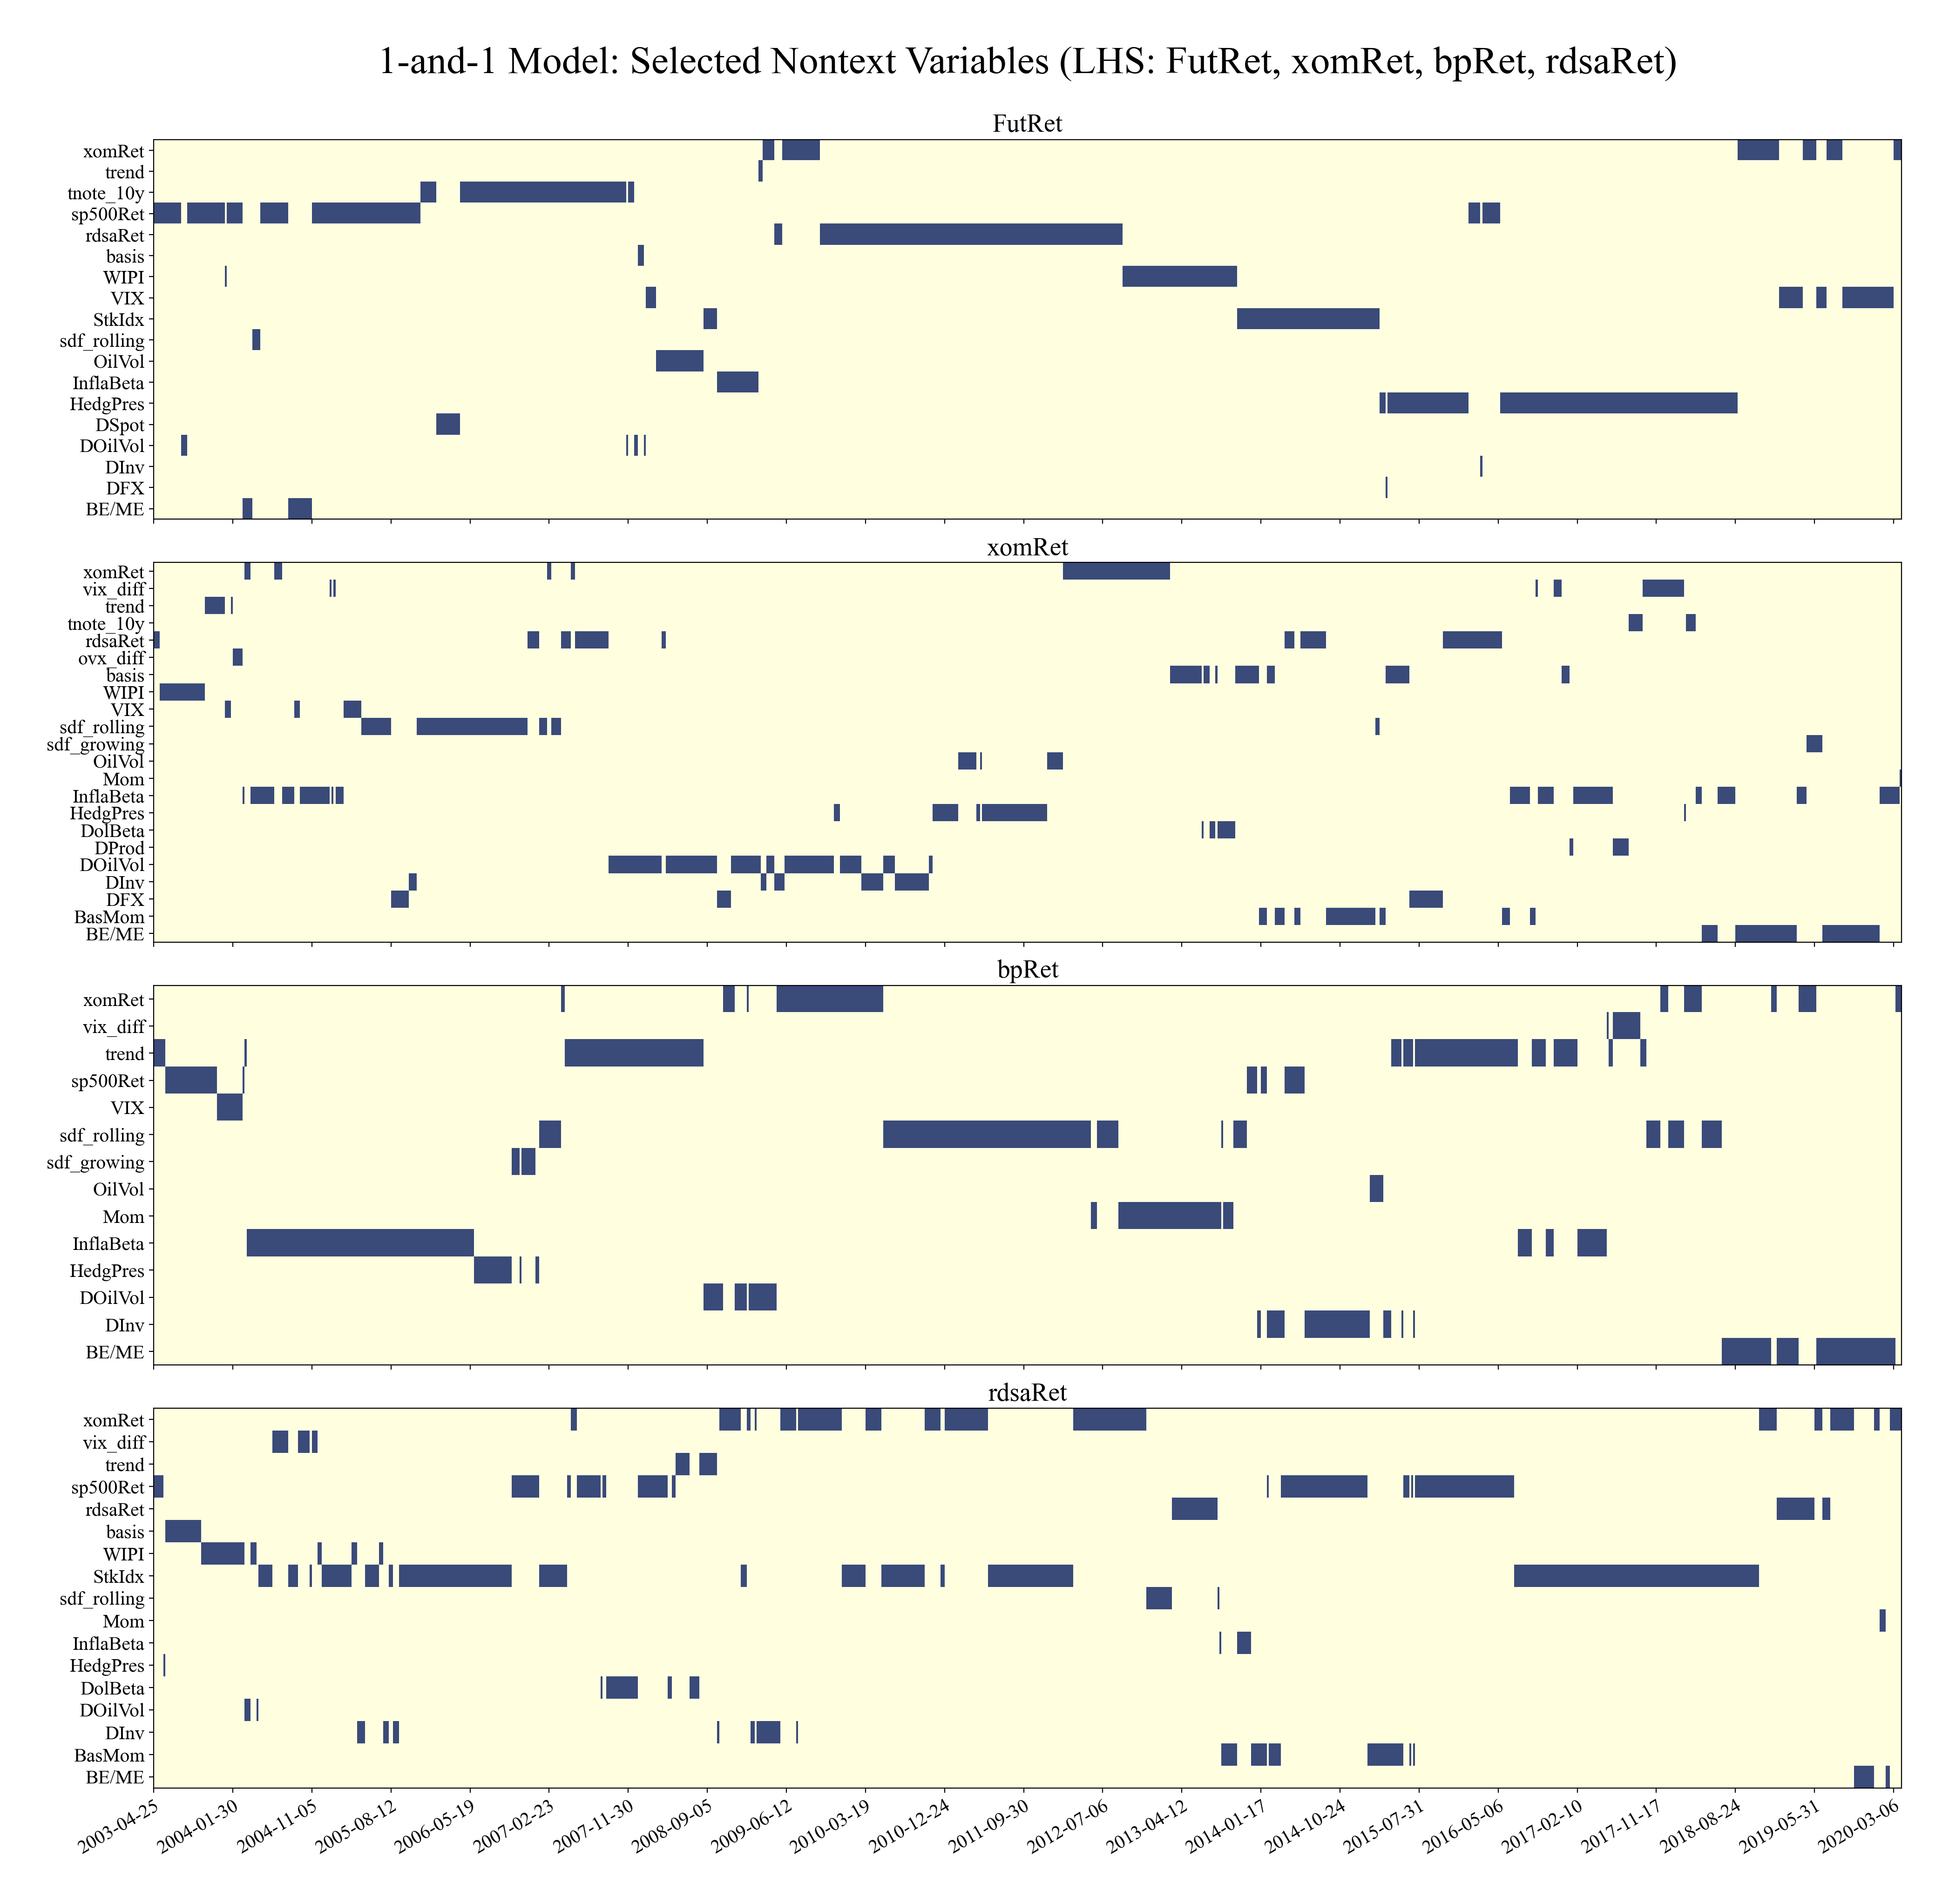 1-and-1 Model: Selected Nontext Variables (LHS: FutRet, xomRet, bpRet, rdsaRet)
FutRet
xomRet
trend
tnote_10y
sp500Ret
rdsaRet
basis
WIPI
VIX
StkIdx
sdf_rolling
OilVol
InflaBeta
HedgPres
DSpot
DOilVol
DInv
DFX
BE/ME
xomRet
xomRet
vix_diff
trend
tnote_10y
rdsaRet
ovx_diff
basis
WIPI
VIX
sdf_rolling
sdf_growing
OilVol
Mom
InflaBeta
HedgPres
DolBeta
DProd
DOilVol
DInv
DFX
BasMom
BE/ME
bpRet
xomRet
vix_diff
trend
sp500Ret
VIX
sdf_rolling
sdf_growing
OilVol
Mom
InflaBeta
HedgPres
DOilVol
DInv
BE/ME
rdsaRet
xomRet
vix_diff
trend
sp500Ret
rdsaRet
basis
WIPI
StkIdx
sdf_rolling
Mom
InflaBeta
HedgPres
DolBeta
DOilVol
DInv
BasMom
BE/ME
2003-04-25
2004-01-30
2004-11-05
2005-08-12
2006-05-19
2007-02-23
2007-11-30
2008-09-05
2009-06-12
2010-03-19
2010-12-24
2011-09-30
2012-07-06
2013-04-12
2014-01-17
2014-10-24
2015-07-31
2016-05-06
2017-02-10
2017-11-17
2018-08-24
2019-05-31
2020-03-06